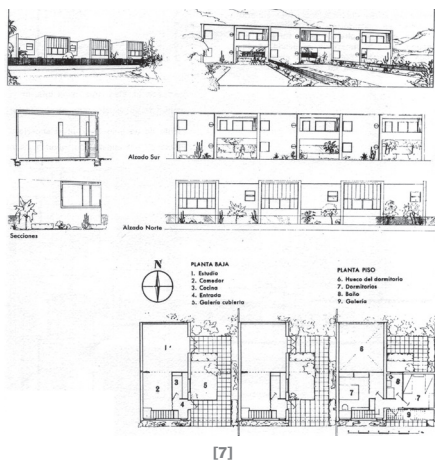 Alzado Sur
Secciones
Alzado Norte
N
PLANTA BAJA
1. Estudio
2. Comedor
3. Cocina
4. Entrada
5. Galería cubierta
PLANTA PISO
6. Hueco del dormitorio
7. Dormitorios
8. Baño
9. Galería
1
2
3
4
5
6
7
8
7
9
[7]